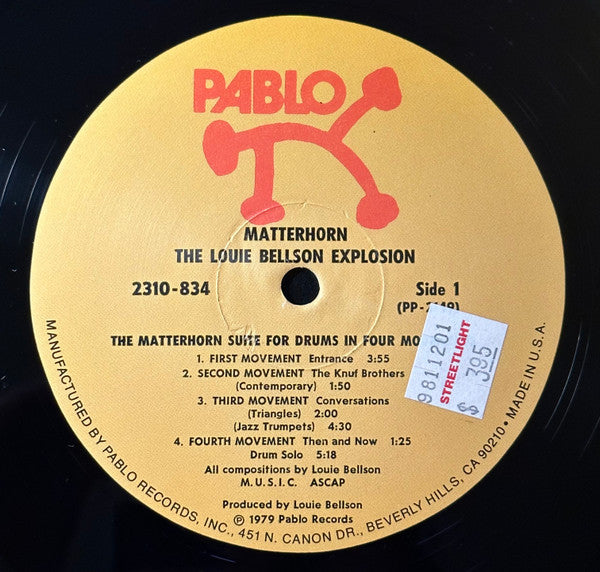 PABLO
MATTERHORN
THE LOUIE BELLSON EXPLOSION
2310-834
Side 1
(PP-2149)
THE MATTERHORN SUITE FOR DRUMS IN FOUR
1. FIRST MOVEMENT Entrance 3:55
2. SECOND MOVEMENT The Knuf Brothers
(Contemporary) 1:50
3. THIRD MOVEMENT Conversations
(Triangles) 2:00
(Jazz Trumpets) 4:30
4. FOURTH MOVEMENT Then and Now 1:25
Drum Solo 5:18
All compositions by Louie Bellson
M.U.S.I.C. ASCAP
Produced by Louie Bellson
℗ 1979 Pablo Records
MANUFACTURED BY PABLO RECORDS, INC., 451 N. CANON DR., BEVERLY HILLS, CA 90210 • MADE IN U.S.A.
9811201
STREETLIGHT
$$ 395